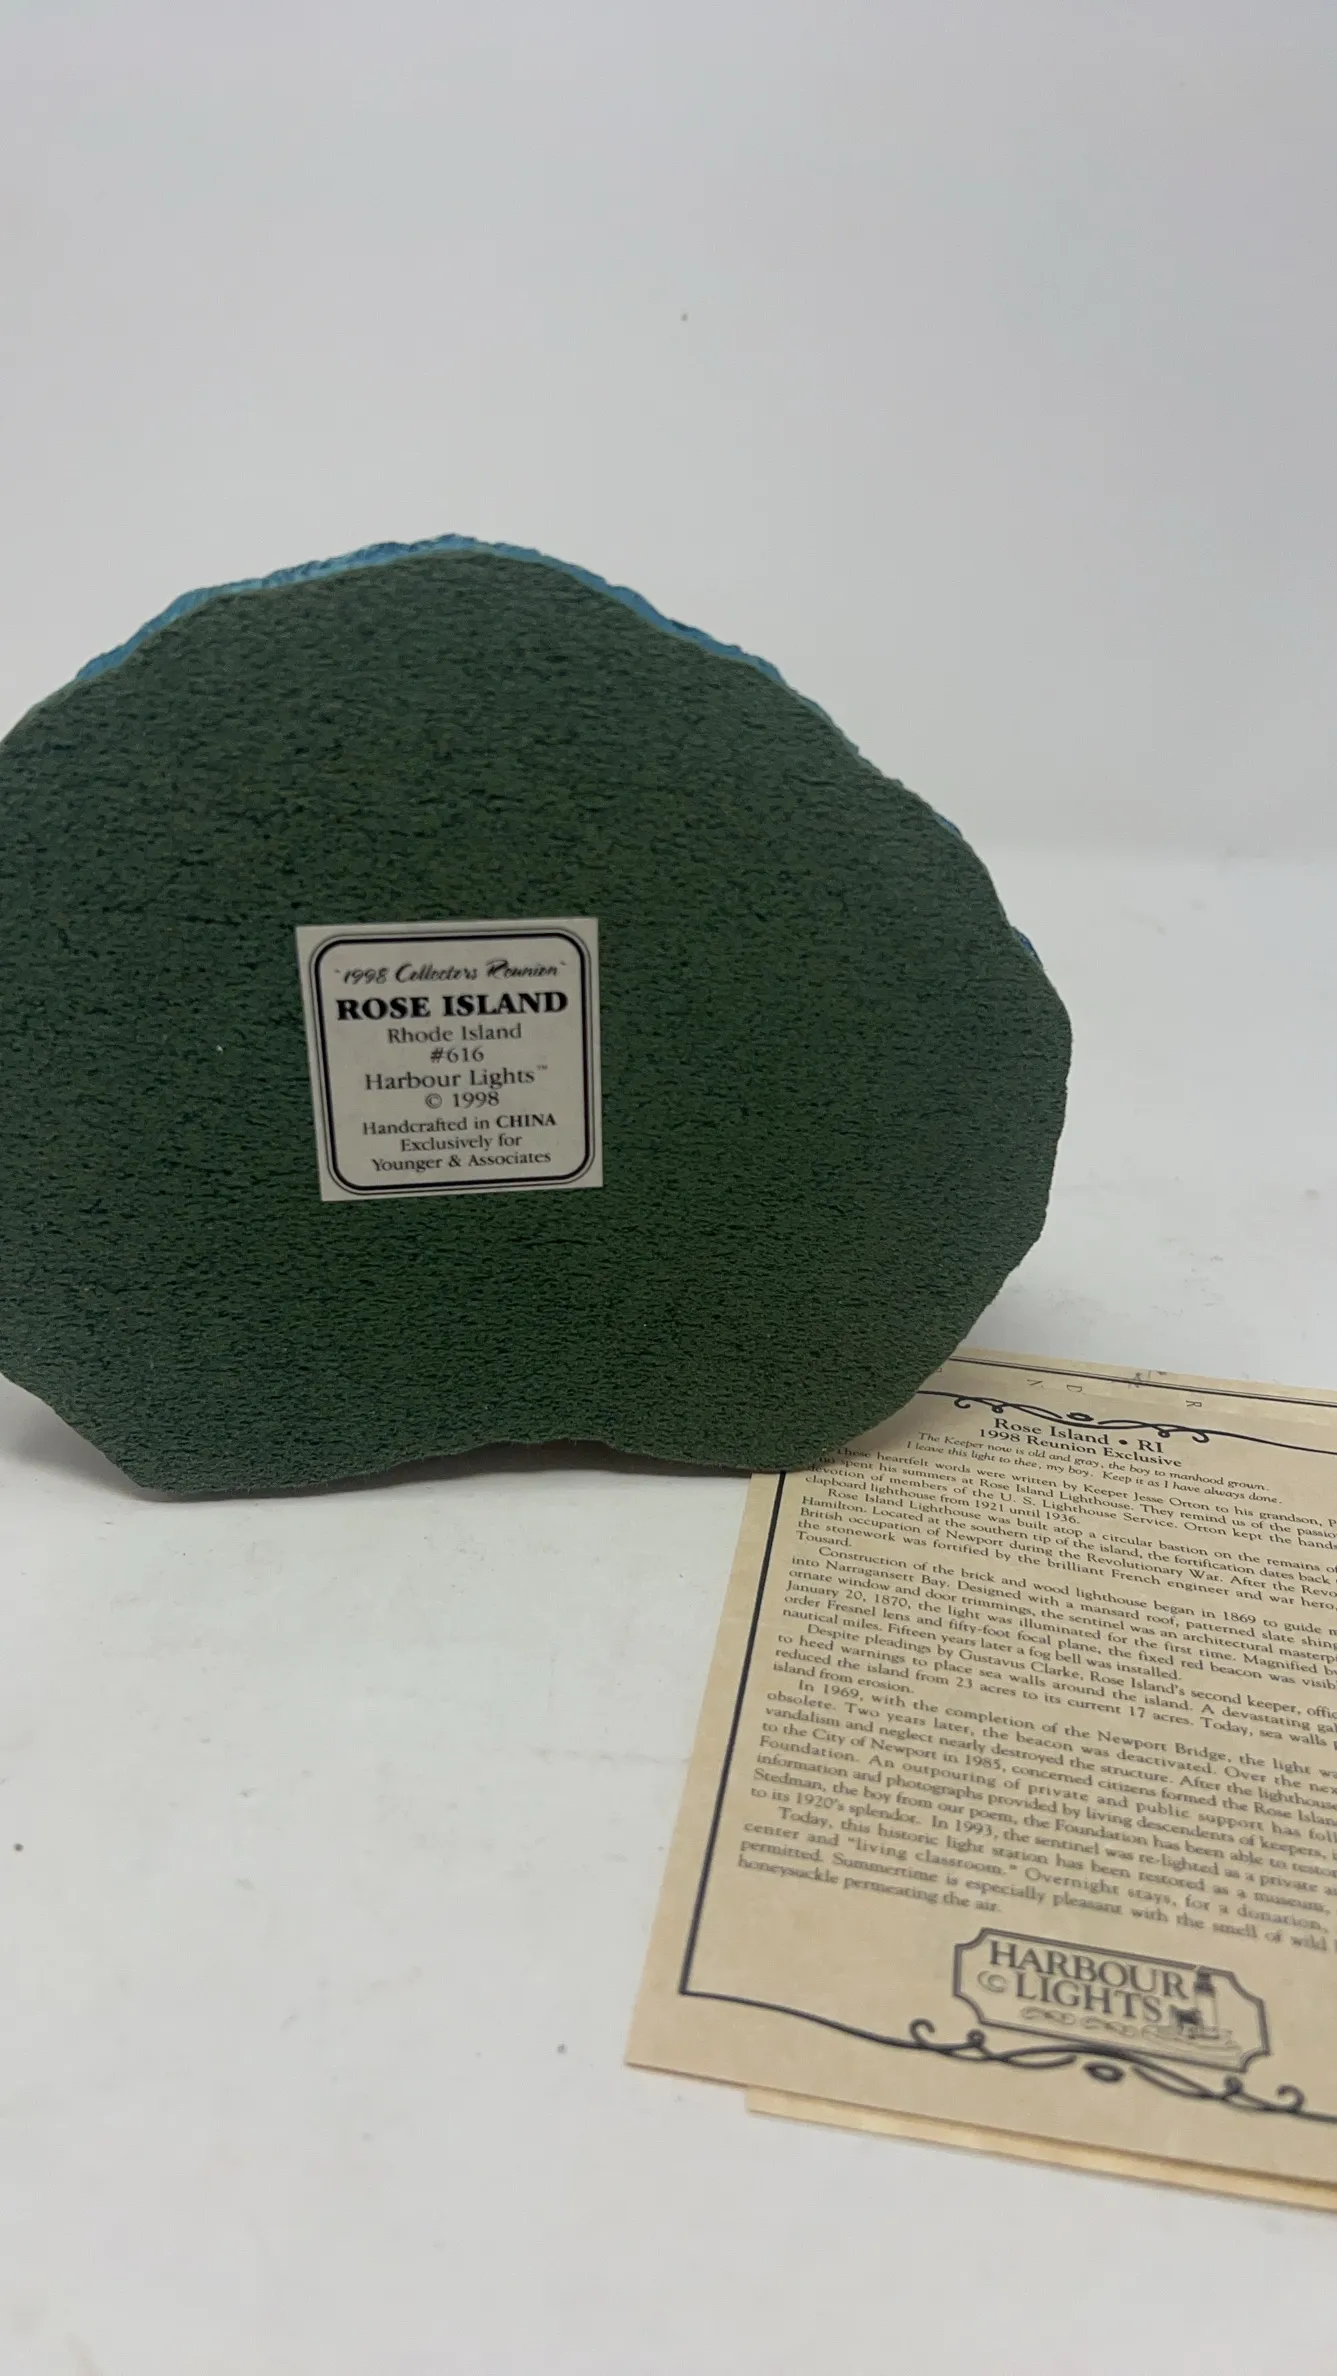 "1998 Collectors Reunion"
ROSE ISLAND
Rhode Island
#616
Harbour Lights™
© 1998
Handcrafted in CHINA
Exclusively for
Younger & Associates
Rose Island • RI
1998 Reunion Exclusive
The Keeper now is old and gray, the boy to manhood grown.
I leave this light to thee, my boy. Keep it as I have always done.
These heartfelt words were written by Keeper Jesse Orton to his grandson,
who spent his summers at Rose Island Lighthouse. They remind us of the
devotion of members of the U. S. Lighthouse Service. Orton kept the
clapboard lighthouse from 1921 until 1936.
Rose Island Lighthouse was built atop a circular bastion on the remains of
Hamilton. Located at the southern tip of the island, the fortification dates back
British occupation of Newport during the Revolutionary War. After the
the stonework was fortified by the brilliant French engineer and war hero,
Tousard.
Construction of the brick and wood lighthouse began in 1869 to guide
into Narragansett Bay. Designed with a mansard roof, patterned slate
ornate window and door trimmings, the sentinel was an architectural
January 20, 1870, the light was illuminated for the first time. Magnified
order Fresnel lens and fifty-foot focal plane, the fixed red beacon was
nautical miles. Fifteen years later a fog bell was installed.
Despite pleadings by Gustavus Clarke, Rose Island's second keeper,
to heed warnings to place sea walls around the island. A devastating
reduced the island from 23 acres to its current 17 acres. Today, sea walls
island from erosion.
In 1969, with the completion of the Newport Bridge, the light
obsolete. Two years later, the beacon was deactivated. Over the
vandalism and neglect nearly destroyed the structure. After the lighthouse
to the City of Newport in 1985, concerned citizens formed the Rose
Foundation. An outpouring of private and public support has
information and photographs provided by living descendents of keepers,
Stedman, the boy from our poem, the Foundation has been able to
to its 1920's splendor. In 1993, the sentinel was re-lighted as a private
Today, this historic light station has been restored as a museum,
center and "living classroom." Overnight stays, for a donation,
permitted. Summertime is especially pleasant with the smell of wild
honeysuckle permeating the air.
HARBOUR
© LIGHTS